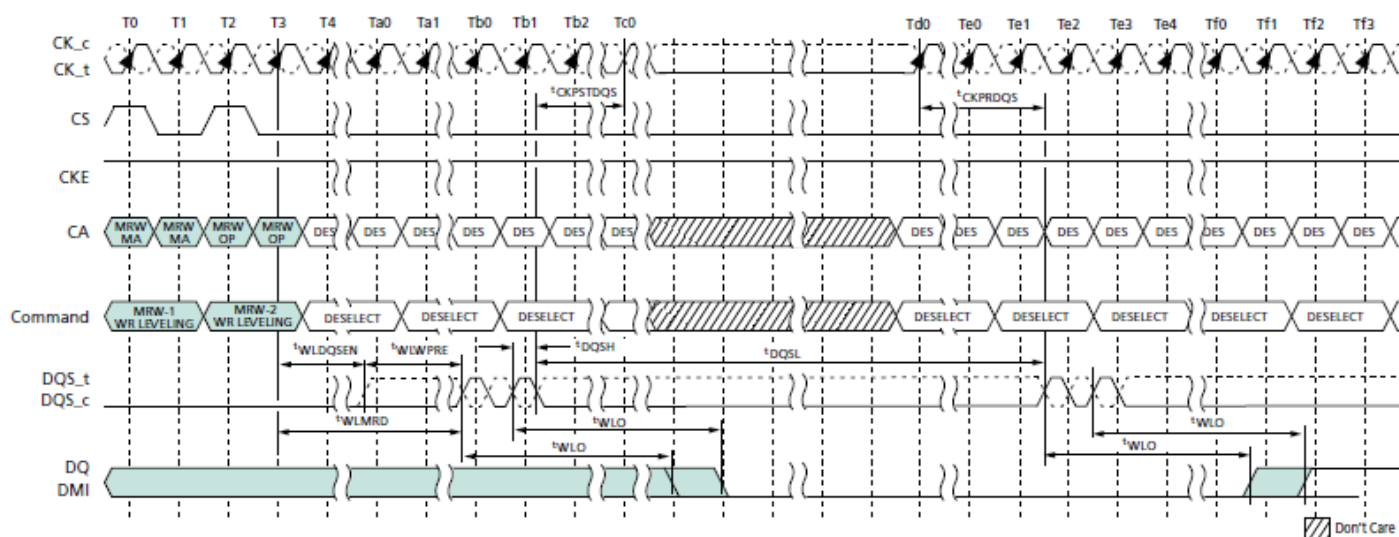 T0 T1 T2 T3 T4 Ta0 Ta1 Tb0 Tb1 Tb2 Tc0 Td0 Te0 Te1 Te2 Te3 Te4 Tf0 Tf1 Tf2 Tf3
CK_c
CK_t
tCKPSTDQS tCKPRDQS
CS
CKE
CA
MRW MA MRW MA MRW OP MRW OP DES DES DES DES DES DES DES DES DES DES DES DES DES DES DES DES DES
Command
MRW-1 WR LEVELING MRW-2 WR LEVELING DESELECT DESELECT DESELECT DESELECT DESELECT DESELECT DESELECT DESELECT
tWLDQSEN tWLWPRE tDQSH tDQSL
DQS_t
DQS_c
tWLMRD tWLO tWLO
tWLO tWLO
DQ
DMI
Don't Care